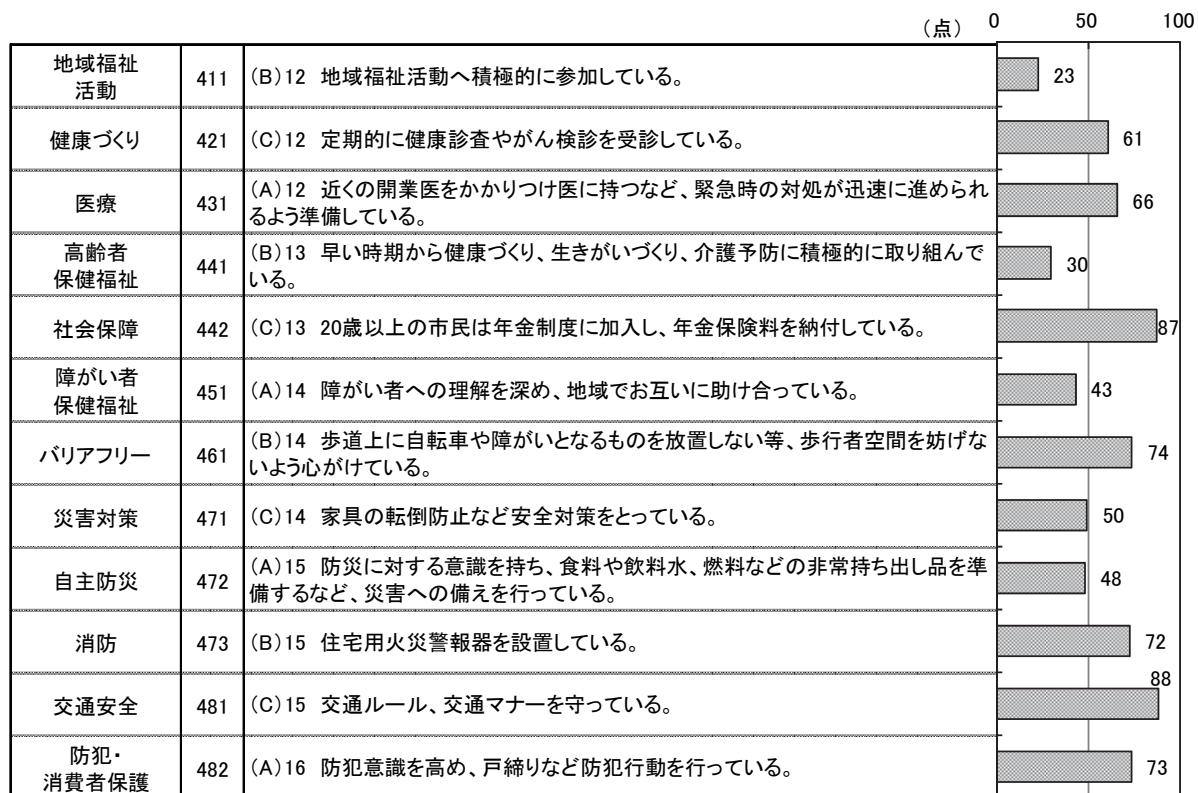 (点) 0 50 100
地域福祉
活動 411 (B)12 地域福祉活動へ積極的に参加している。 23
健康づくり 421 (C)12 定期的に健康診査やがん検診を受診している。 61
医療 431 (A)12 近くの開業医をかかりつけ医に持つなど、緊急時の対処が迅速に進められ
るよう準備している。 66
高齢者
保健福祉 441 (B)13 早い時期から健康づくり、生きがいづくり、介護予防に積極的に取り組んで
いる。 30
社会保障 442 (C)13 20歳以上の市民は年金制度に加入し、年金保険料を納付している。 87
障がい者
保健福祉 451 (A)14 障がい者への理解を深め、地域でお互いに助け合っている。 43
バリアフリー 461 (B)14 歩道上に自転車や障がいとなるものを放置しない等、歩行者空間を妨げな
いよう心がけている。 74
災害対策 471 (C)14 家具の転倒防止など安全対策をとっている。 50
自主防災 472 (A)15 防災に対する意識を持ち、食料や飲料水、燃料などの非常持ち出し品を準
備するなど、災害への備えを行っている。 48
消防 473 (B)15 住宅用火災警報器を設置している。 72
交通安全 481 (C)15 交通ルール、交通マナーを守っている。 88
防犯・
消費者保護 482 (A)16 防犯意識を高め、戸締りなど防犯行動を行っている。 73